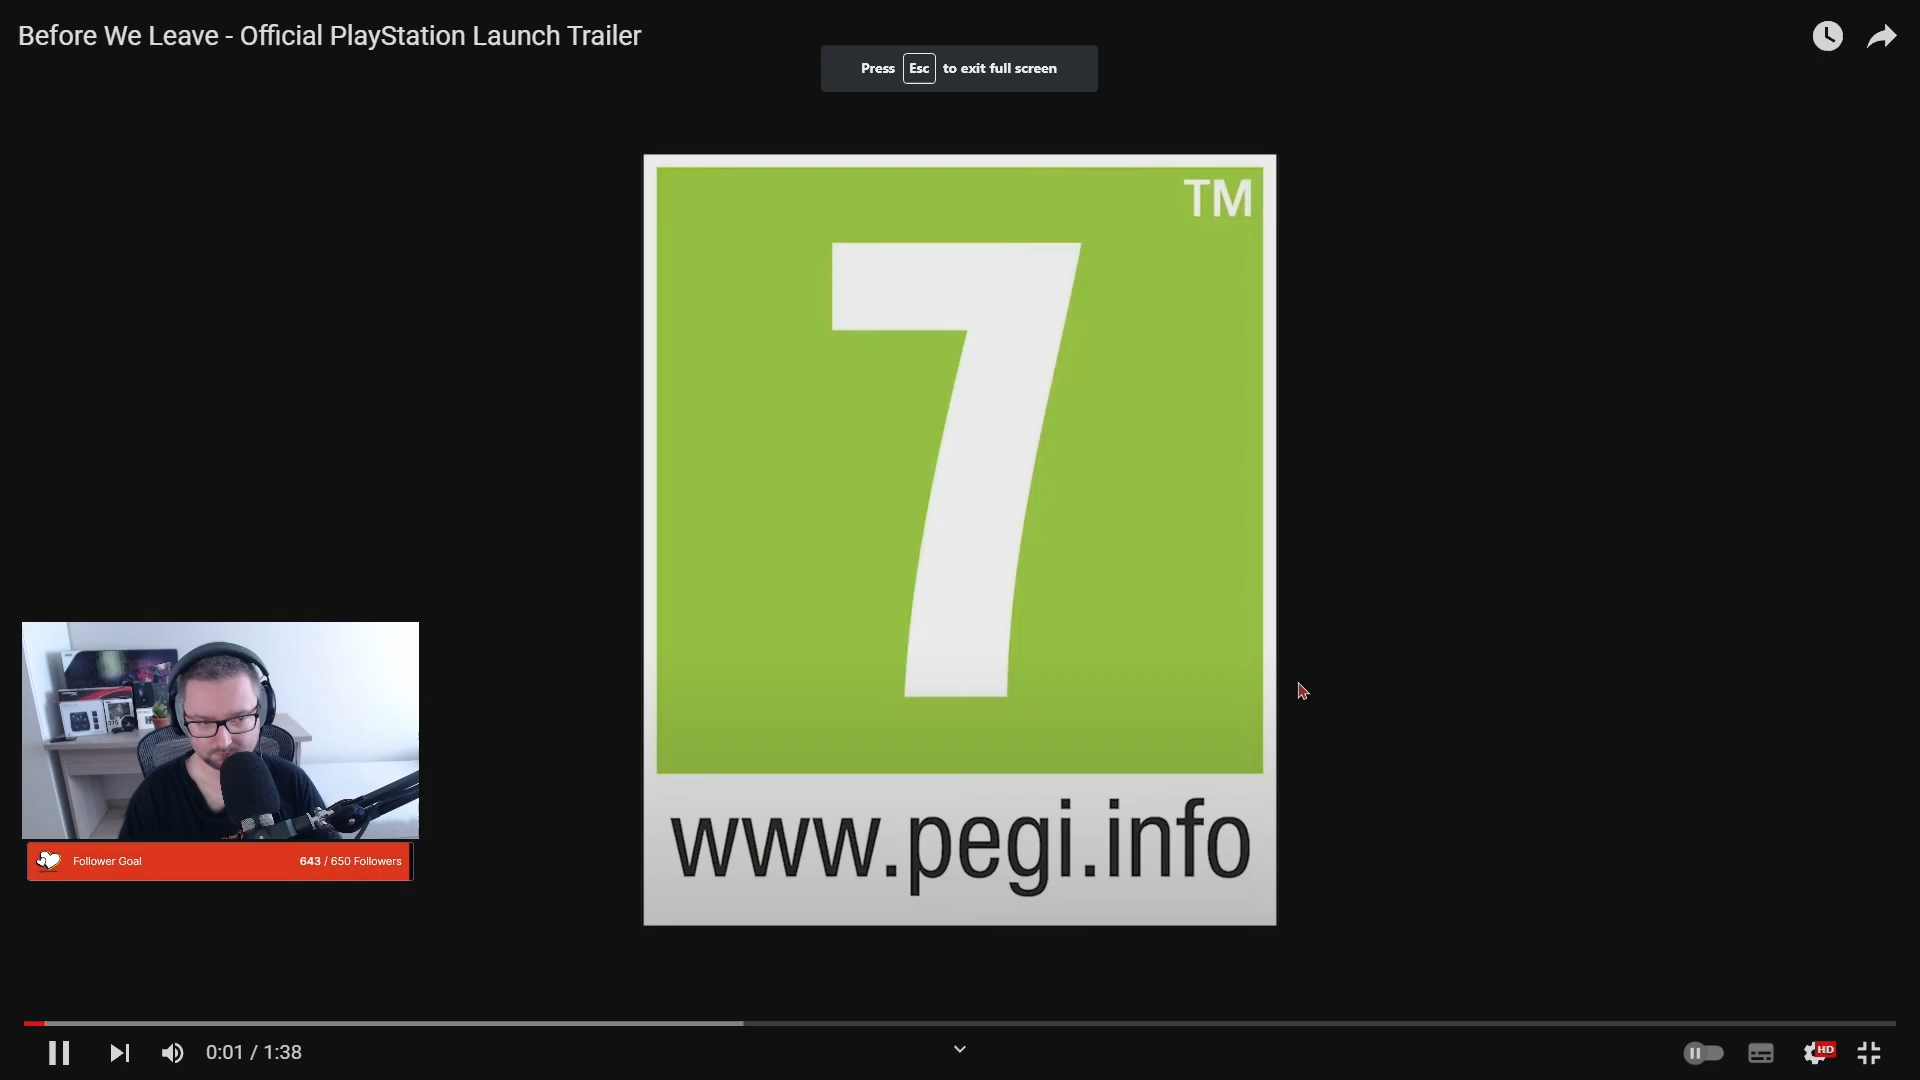 Before We Leave - Official PlayStation Launch Trailer
Press Esc to exit full screen
TM
7
www.pegi.info
Follower Goal 643 / 650 Followers
0:01 / 1:38
HD